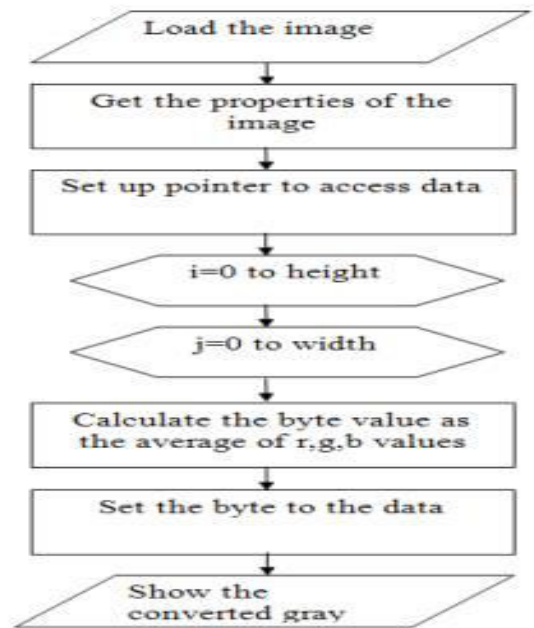 Load the image
Get the properties of the
image
Set up pointer to access data
i=0 to height
j=0 to width
Calculate the byte value as
the average of r,g,b values
Set the byte to the data
Show the
converted gray